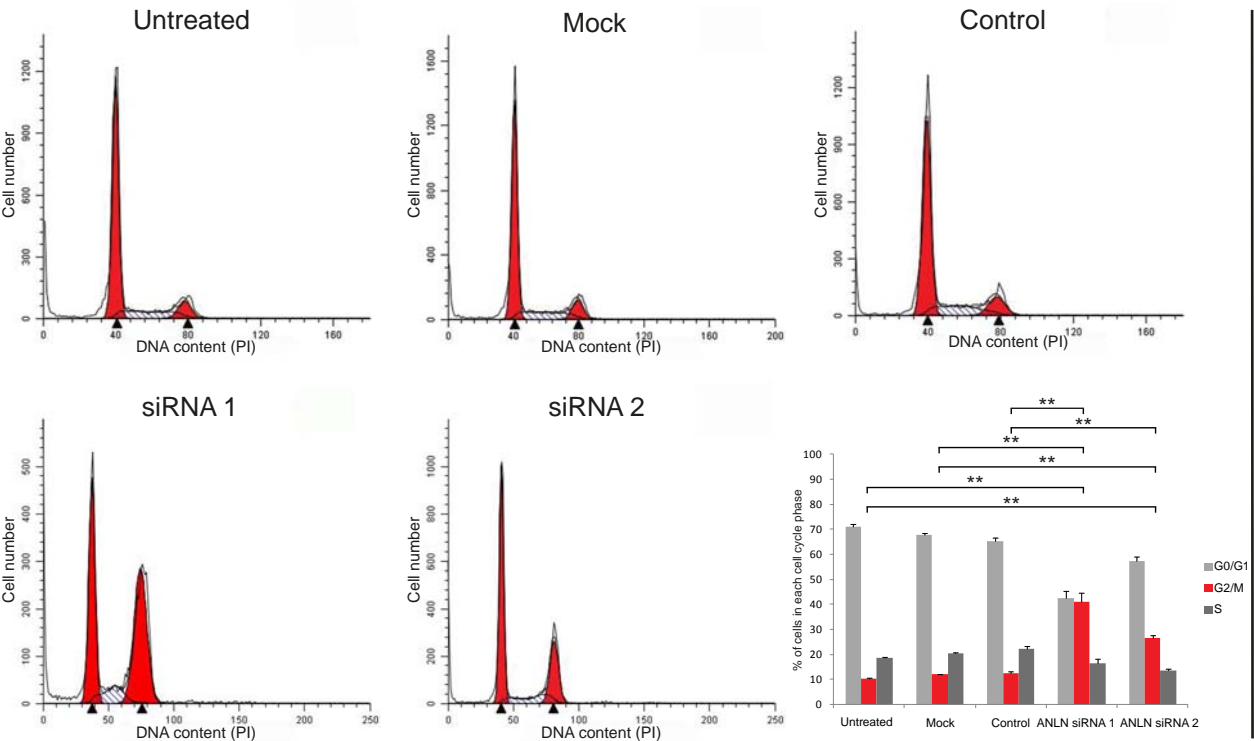 Untreated
Cell number
1200
900
600
300
0
0 40 80 120 160
DNA content (PI)
Mock
Cell number
1600
1200
800
400
0
0 40 80 120 160 200
DNA content (PI)
Control
Cell number
1200
900
600
300
0
0 40 80 120 160
DNA content (PI)
siRNA 1
Cell number
500
400
300
200
100
0
0 50 100 150 200 250
DNA content (PI)
siRNA 2
Cell number
1000
800
600
400
200
0
0 50 100 150 200 250
DNA content (PI)
**
**
**
**
**
**
% of cells in each cell cycle phase
100
90
80
70
60
50
40
30
20
10
0
Untreated Mock Control ANLN siRNA 1 ANLN siRNA 2
G0/G1
G2/M
S